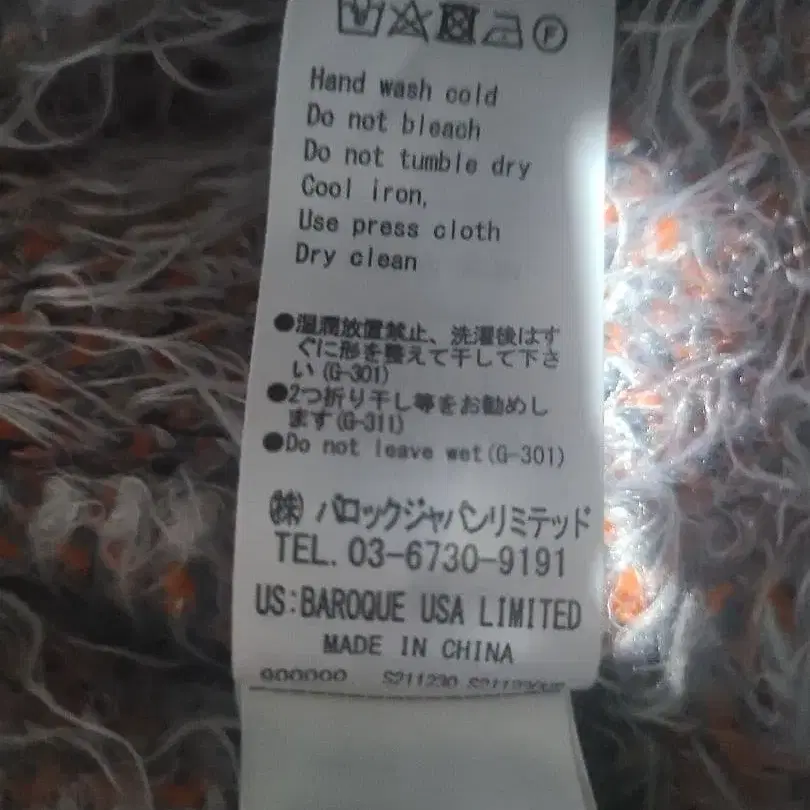 F
Hand wash cold
Do not bleach
Do not tumble dry
Cool iron,
Use press cloth
Dry clean
●湿潤放置禁止、洗濯後はす
ぐに形を整えて干して下さ
い(G-301)
●2つ折り干し等をお勧めし
ます(G-311)
●Do not leave wet(G-301)
㈱ バロックジャパンリミテッド
TEL. 03-6730-9191
US:BAROQUE USA LIMITED
MADE IN CHINA
S211230